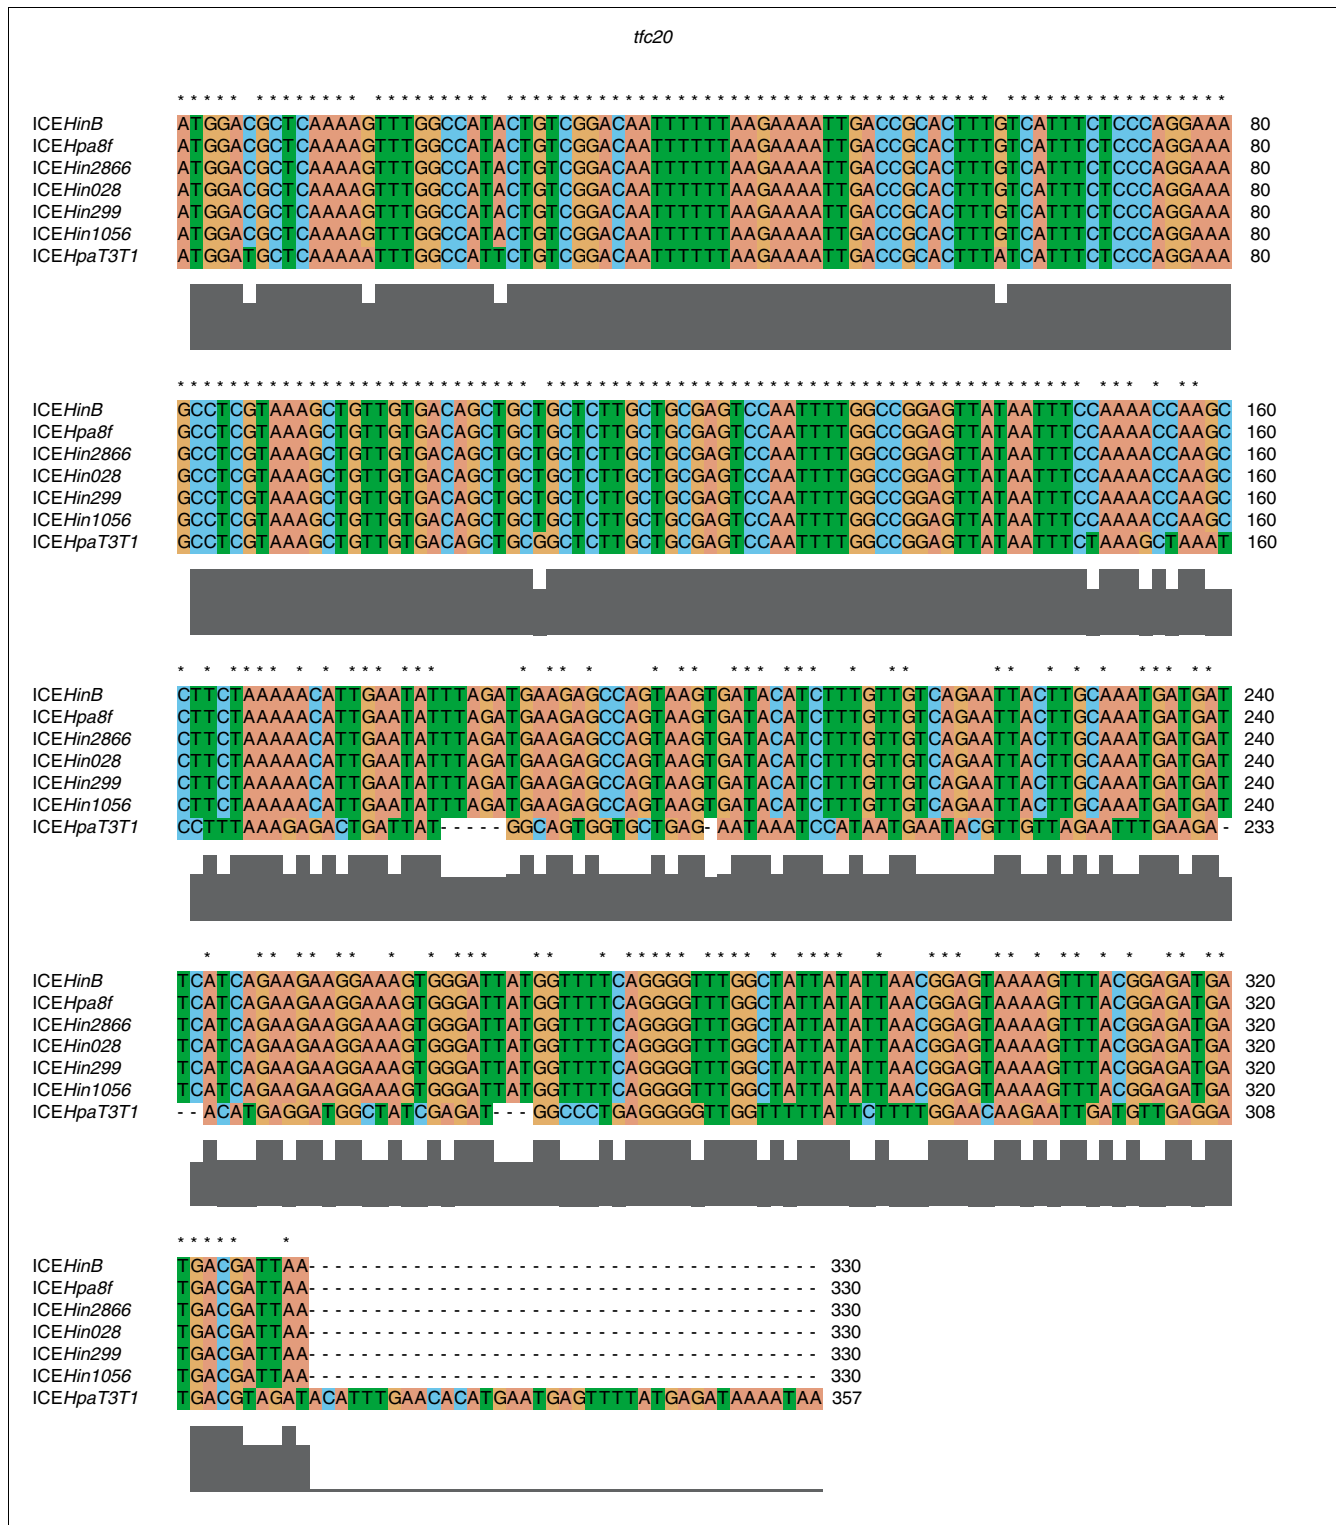 tfc20
***** ******** ********* ************************************* *****************
ICEHinB ATGGACGCTCAAAAGTTTGGCCATACTGTCGGACAATTTTTTAAGAAAATTGACCGCACTTTGTCATTTCTCCCAGGAAA 80
ICEHpa8f ATGGACGCTCAAAAGTTTGGCCATACTGTCGGACAATTTTTTAAGAAAATTGACCGCACTTTGTCATTTCTCCCAGGAAA 80
ICEHin2866 ATGGACGCTCAAAAGTTTGGCCATACTGTCGGACAATTTTTTAAGAAAATTGACCGCACTTTGTCATTTCTCCCAGGAAA 80
ICEHin028 ATGGACGCTCAAAAGTTTGGCCATACTGTCGGACAATTTTTTAAGAAAATTGACCGCACTTTGTCATTTCTCCCAGGAAA 80
ICEHin299 ATGGACGCTCAAAAGTTTGGCCATACTGTCGGACAATTTTTTAAGAAAATTGACCGCACTTTGTCATTTCTCCCAGGAAA 80
ICEHin1056 ATGGACGCTCAAAAGTTTGGCCATACTGTCGGACAATTTTTTAAGAAAATTGACCGCACTTTGTCATTTCTCCCAGGAAA 80
ICEHpaT3T1 ATGGATGCTCAAAAATTTGGCCATTCTGTCGGACAATTTTTTAAGAAAATTGACCGCACTTTATCATTTCTCCCAGGAAA 80
*************************** ***************************************** *** * **
ICEHinB GCCTCGTAAAGCTGTTGTGACAGCTGCTGCTCTTGCTGCGAGTCCAATTTTGGCCGGAGTTATAATTTCCAAAACCAAGC 160
ICEHpa8f GCCTCGTAAAGCTGTTGTGACAGCTGCTGCTCTTGCTGCGAGTCCAATTTTGGCCGGAGTTATAATTTCCAAAACCAAGC 160
ICEHin2866 GCCTCGTAAAGCTGTTGTGACAGCTGCTGCTCTTGCTGCGAGTCCAATTTTGGCCGGAGTTATAATTTCCAAAACCAAGC 160
ICEHin028 GCCTCGTAAAGCTGTTGTGACAGCTGCTGCTCTTGCTGCGAGTCCAATTTTGGCCGGAGTTATAATTTCCAAAACCAAGC 160
ICEHin299 GCCTCGTAAAGCTGTTGTGACAGCTGCTGCTCTTGCTGCGAGTCCAATTTTGGCCGGAGTTATAATTTCCAAAACCAAGC 160
ICEHin1056 GCCTCGTAAAGCTGTTGTGACAGCTGCTGCTCTTGCTGCGAGTCCAATTTTGGCCGGAGTTATAATTTCCAAAACCAAGC 160
ICEHpaT3T1 GCCTCGTAAAGCTGTTGTGACAGCTGCGGCTCTTGCTGCGAGTCCAATTTTGGCCGGAGTTATAATTTCTAAAGCTAAAT 160
* * **** * * *** ***      * ** *    * **  *** ***  *  **      **  * * *  *** **
ICEHinB CTTCTAAAAACATTGAATATTTAGATGAAGAGCCAGTAAGTGATACATCTTTGTTGTCAGAATTACTTGCAAATGATGAT 240
ICEHpa8f CTTCTAAAAACATTGAATATTTAGATGAAGAGCCAGTAAGTGATACATCTTTGTTGTCAGAATTACTTGCAAATGATGAT 240
ICEHin2866 CTTCTAAAAACATTGAATATTTAGATGAAGAGCCAGTAAGTGATACATCTTTGTTGTCAGAATTACTTGCAAATGATGAT 240
ICEHin028 CTTCTAAAAACATTGAATATTTAGATGAAGAGCCAGTAAGTGATACATCTTTGTTGTCAGAATTACTTGCAAATGATGAT 240
ICEHin299 CTTCTAAAAACATTGAATATTTAGATGAAGAGCCAGTAAGTGATACATCTTTGTTGTCAGAATTACTTGCAAATGATGAT 240
ICEHin1056 CTTCTAAAAACATTGAATATTTAGATGAAGAGCCAGTAAGTGATACATCTTTGTTGTCAGAATTACTTGCAAATGATGAT 240
ICEHpaT3T1 CCTTTAAAGAGACTGATTAT-----GGCAGTGGTGCTGAG-AATAAATCCATAATGAATACGTTGTTAGAATTTGAAGA- 233
  *   ** ** **  *  * ***   **   * ***** **** * ****  *   ***  ** * ** * *  ** **
ICEHinB TCATCAGAAGAAGGAAAGTGGGATTATGGTTTTCAGGGGTTTGGCTATTATATTAACGGAGTAAAAGTTTACGGAGATGA 320
ICEHpa8f TCATCAGAAGAAGGAAAGTGGGATTATGGTTTTCAGGGGTTTGGCTATTATATTAACGGAGTAAAAGTTTACGGAGATGA 320
ICEHin2866 TCATCAGAAGAAGGAAAGTGGGATTATGGTTTTCAGGGGTTTGGCTATTATATTAACGGAGTAAAAGTTTACGGAGATGA 320
ICEHin028 TCATCAGAAGAAGGAAAGTGGGATTATGGTTTTCAGGGGTTTGGCTATTATATTAACGGAGTAAAAGTTTACGGAGATGA 320
ICEHin299 TCATCAGAAGAAGGAAAGTGGGATTATGGTTTTCAGGGGTTTGGCTATTATATTAACGGAGTAAAAGTTTACGGAGATGA 320
ICEHin1056 TCATCAGAAGAAGGAAAGTGGGATTATGGTTTTCAGGGGTTTGGCTATTATATTAACGGAGTAAAAGTTTACGGAGATGA 320
ICEHpaT3T1 --ACATGAGGATGGCTATCGAGAT---GGCCCTGAGGGGGTTGGTTTTTATTCTTTTGGAACAAGAATTGATGTTGAGGA 308
*****   *
ICEHinB TGACGATTAA--------------------------------------- 330
ICEHpa8f TGACGATTAA--------------------------------------- 330
ICEHin2866 TGACGATTAA--------------------------------------- 330
ICEHin028 TGACGATTAA--------------------------------------- 330
ICEHin299 TGACGATTAA--------------------------------------- 330
ICEHin1056 TGACGATTAA--------------------------------------- 330
ICEHpaT3T1 TGACGTAGATACATTTGAACACATGAATGAGTTTTATGAGATAAAATAA 357